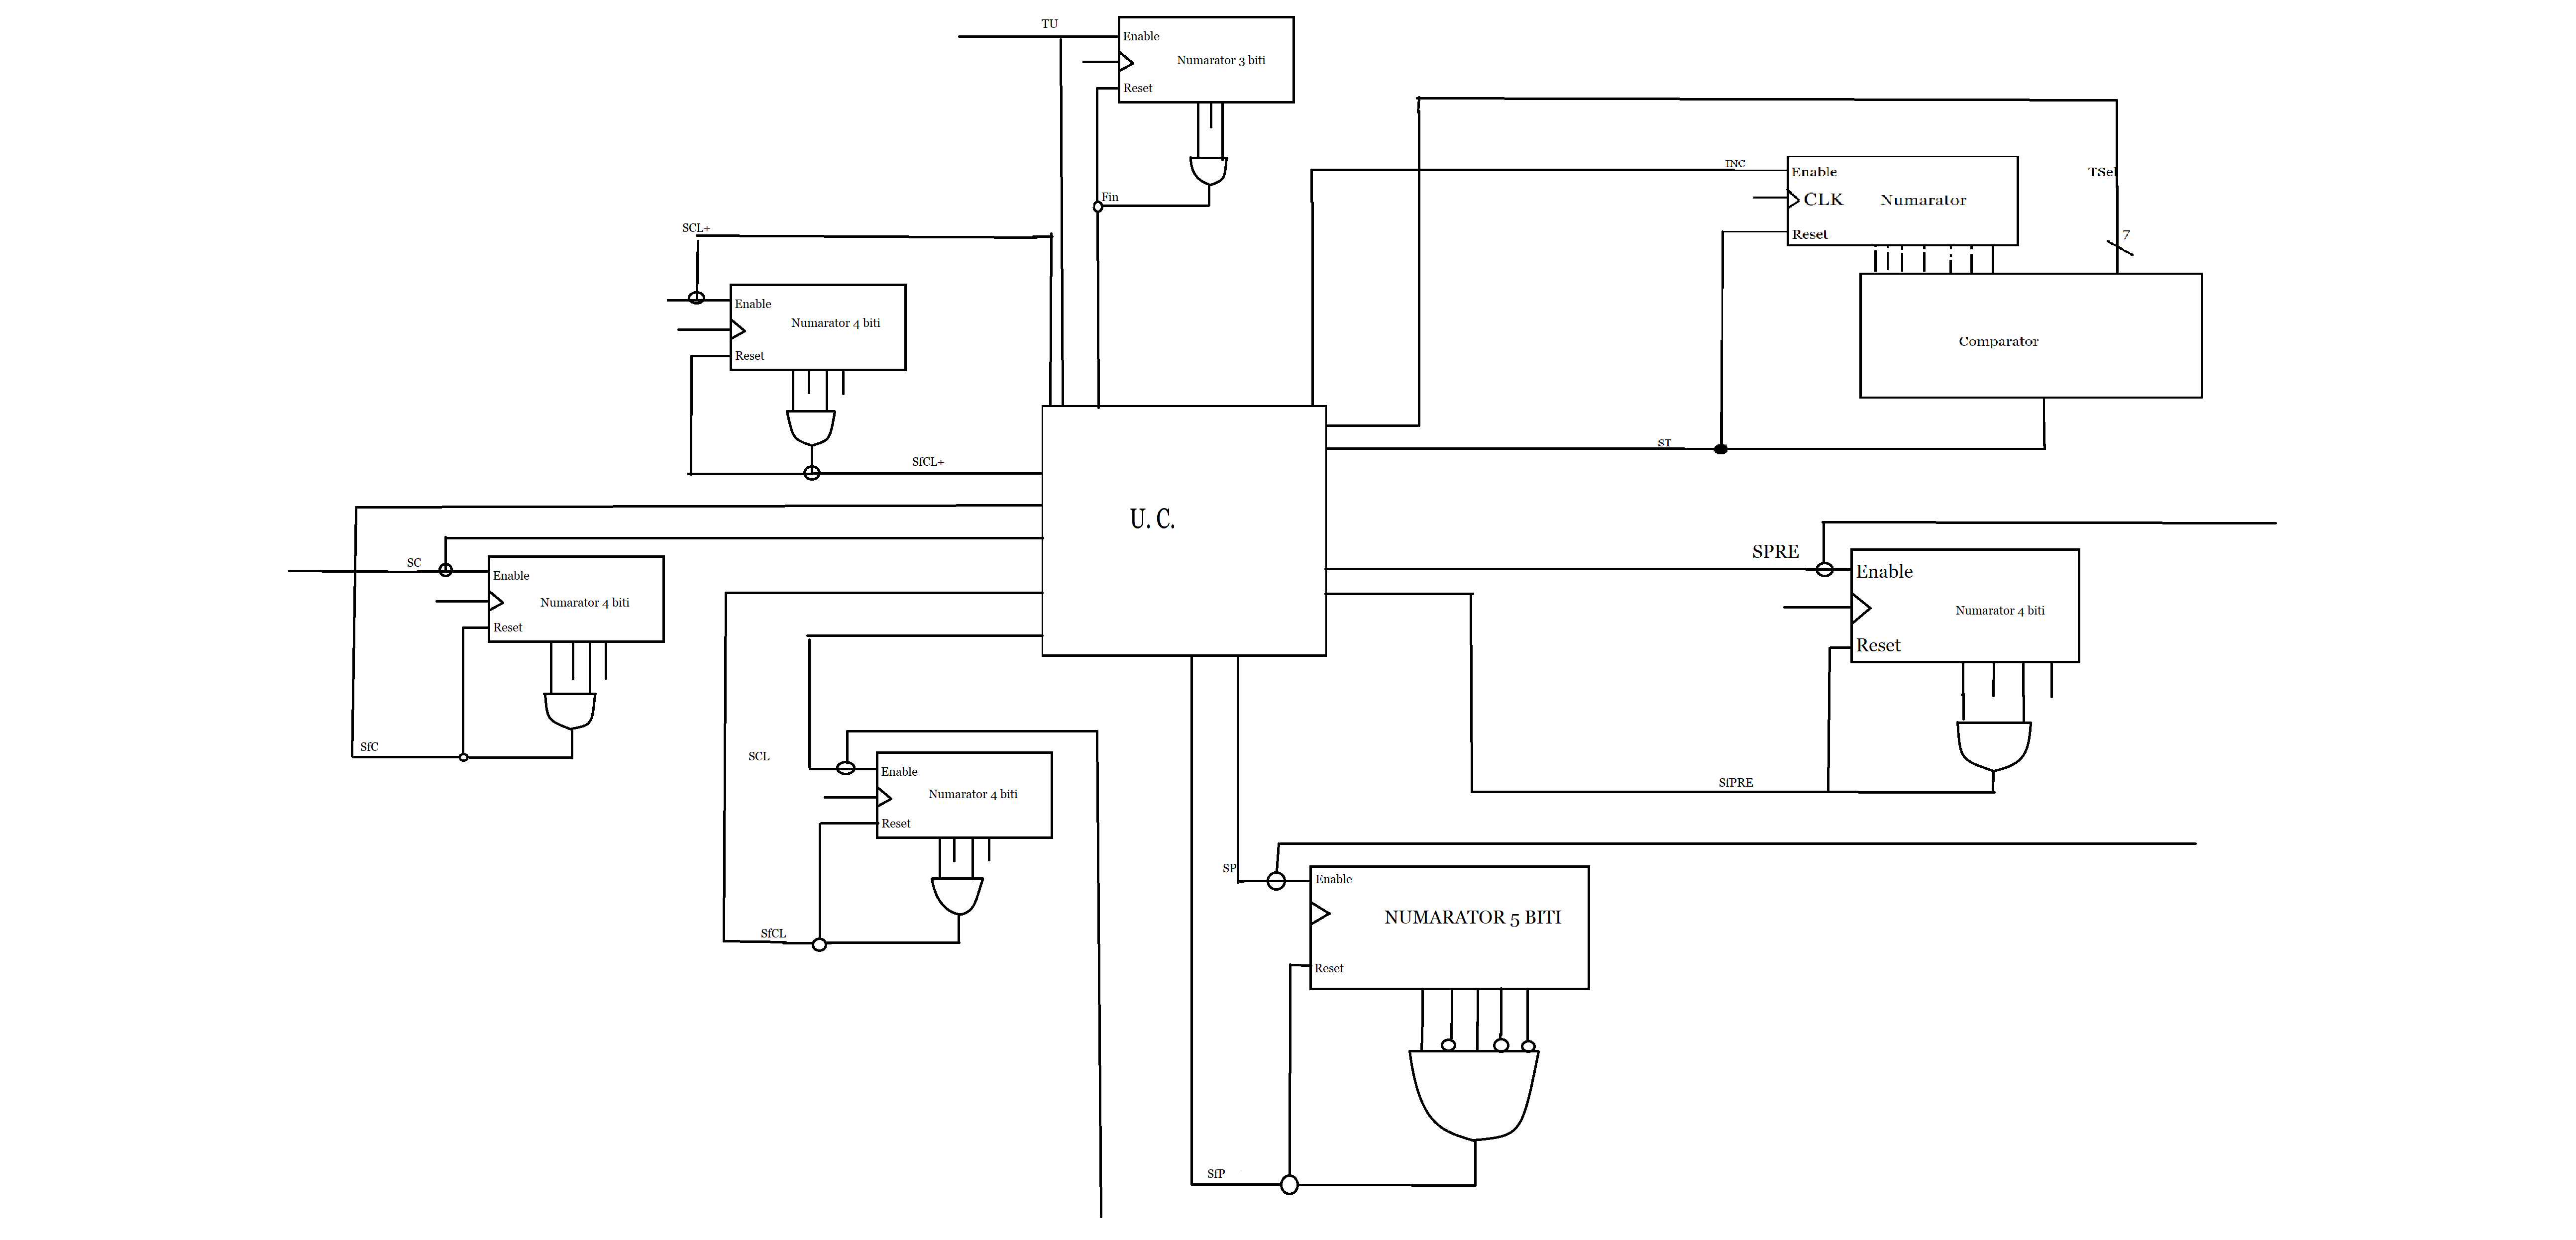 TU
Enable
Numarator 3 biti
Reset
Fin
INC
Enable
CLK
Numarator
Reset
TSel
7
Comparator
ST
SCL+
Enable
Numarator 4 biti
Reset
SfCL+
U. C.
SC
Enable
Numarator 4 biti
Reset
SfC
SPRE
Enable
Numarator 4 biti
Reset
SfPRE
SCL
Enable
Numarator 4 biti
Reset
SfCL
SP
Enable
NUMARATOR 5 BITI
Reset
SfP